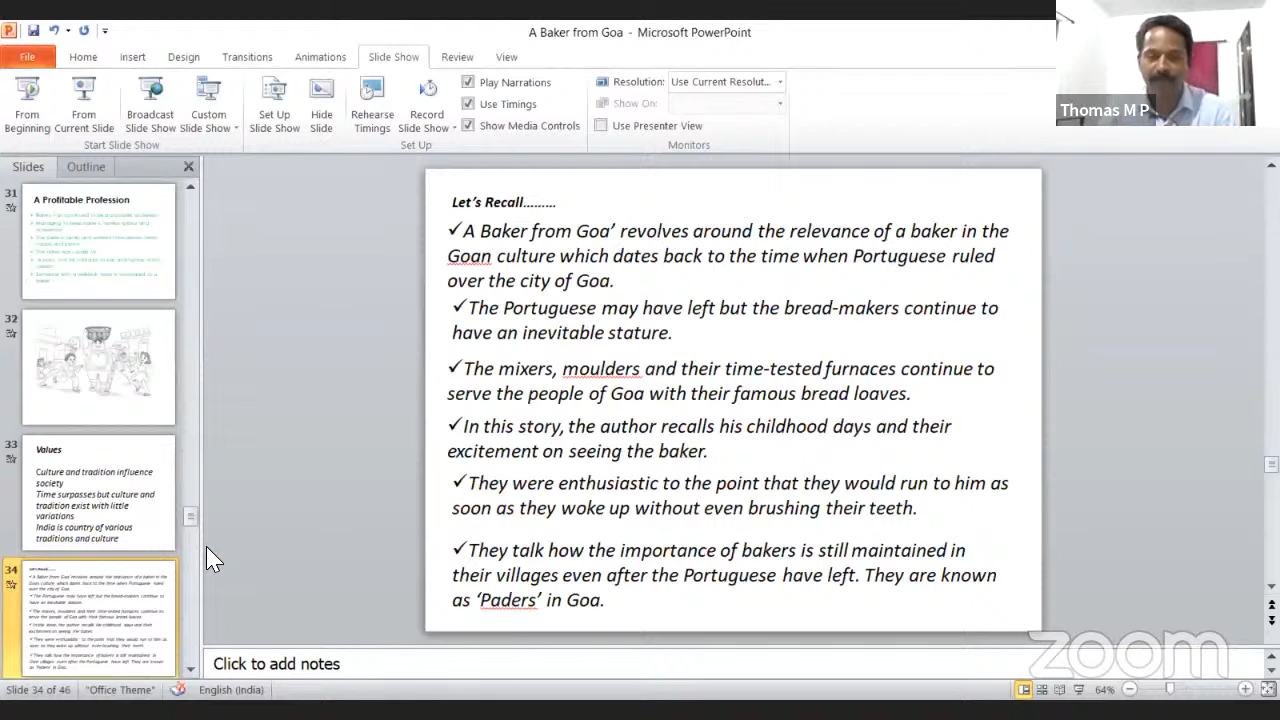 A Baker from Goa - Microsoft PowerPoint
File Home Insert Design Transitions Animations Slide Show Review View
From Beginning
From Current Slide
Broadcast Slide Show
Custom Slide Show
Start Slide Show
Set Up Slide Show
Hide Slide
Rehearse Timings
Record Slide Show
Play Narrations
Use Timings
Show Media Controls
Set Up
Resolution: Use Current Resolut...
Show On:
Use Presenter View
Monitors
Thomas M P
Slides Outline
31
A Profitable Profession
32
33
Values
Culture and tradition influence
society
Time surpasses but culture and
tradition exist with little
variations
India is country of various
traditions and culture
34
Let's Recall.........
✓A Baker from Goa' revolves around the relevance of a baker in the
Goan culture which dates back to the time when Portuguese ruled
over the city of Goa.
✓The Portuguese may have left but the bread-makers continue to
have an inevitable stature.
✓The mixers, moulders and their time-tested furnaces continue to
serve the people of Goa with their famous bread loaves.
✓In this story, the author recalls his childhood days and their
excitement on seeing the baker.
✓They were enthusiastic to the point that they would run to him as
soon as they woke up without even brushing their teeth.
✓They talk how the importance of bakers is still maintained in
their villages even after the Portuguese have left. They are known
as 'Paders' in Goa.
Click to add notes
zoom
Slide 34 of 46 "Office Theme" English (India) 64%